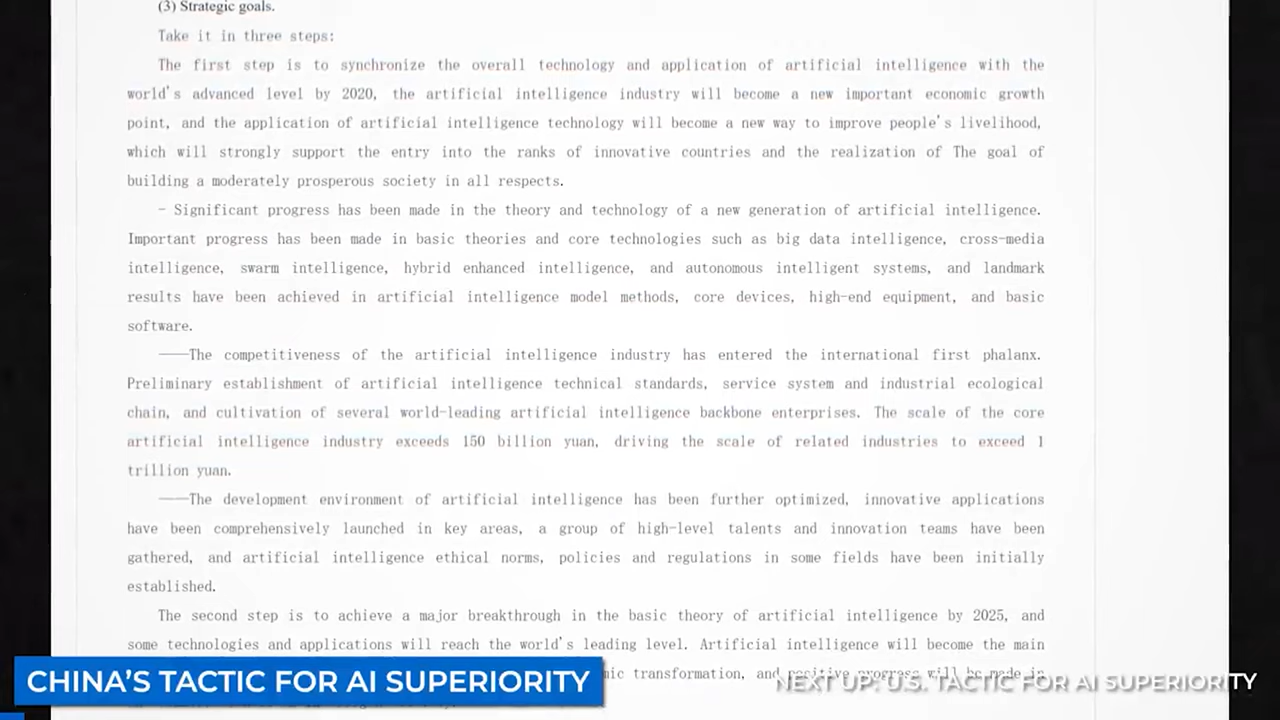 (3) Strategic goals.
Take it in three steps:
The first step is to synchronize the overall technology and application of artificial intelligence with the
world's advanced level by 2020, the artificial intelligence industry will become a new important economic growth
point, and the application of artificial intelligence technology will become a new way to improve people's livelihood,
which will strongly support the entry into the ranks of innovative countries and the realization of The goal of
building a moderately prosperous society in all respects.
- Significant progress has been made in the theory and technology of a new generation of artificial intelligence.
Important progress has been made in basic theories and core technologies such as big data intelligence, cross-media
intelligence, swarm intelligence, hybrid enhanced intelligence, and autonomous intelligent systems, and landmark
results have been achieved in artificial intelligence model methods, core devices, high-end equipment, and basic
software.
——The competitiveness of the artificial intelligence industry has entered the international first phalanx.
Preliminary establishment of artificial intelligence technical standards, service system and industrial ecological
chain, and cultivation of several world-leading artificial intelligence backbone enterprises. The scale of the core
artificial intelligence industry exceeds 150 billion yuan, driving the scale of related industries to exceed 1
trillion yuan.
——The development environment of artificial intelligence has been further optimized, innovative applications
have been comprehensively launched in key areas, a group of high-level talents and innovation teams have been
gathered, and artificial intelligence ethical norms, policies and regulations in some fields have been initially
established.
The second step is to achieve a major breakthrough in the basic theory of artificial intelligence by 2025, and
some technologies and applications will reach the world's leading level. Artificial intelligence will become the main
transformation, and positive progress will be made in
CHINA'S TACTIC FOR AI SUPERIORITY
NEXT UP: U.S. TACTIC FOR AI SUPERIORITY